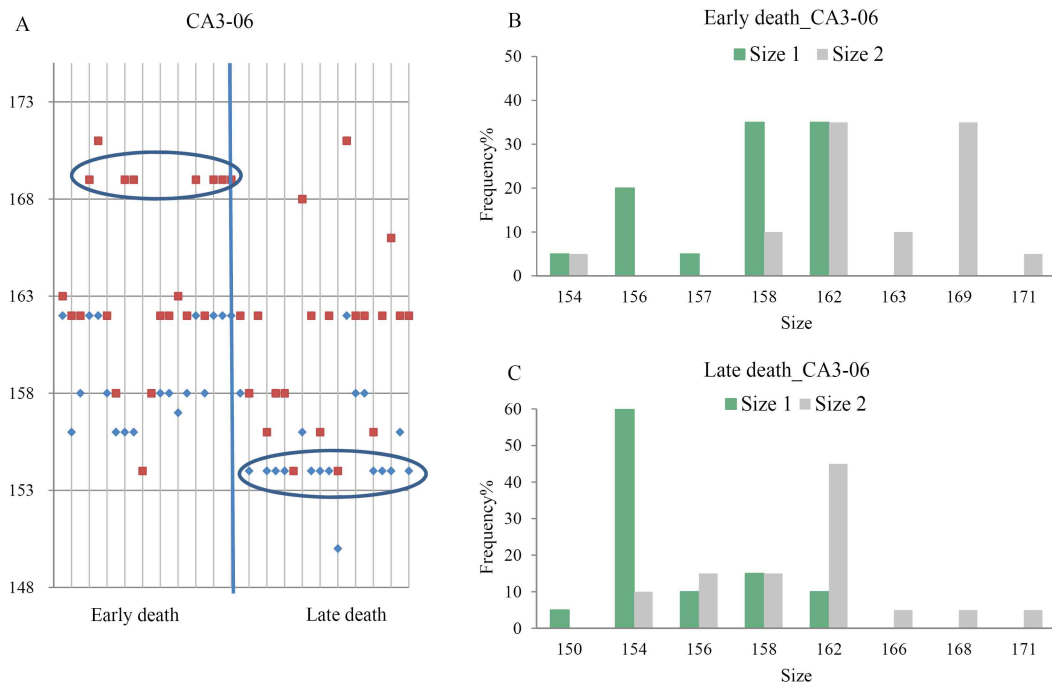 A
CA3-06
173
168
163
158
153
148
Early death
Late death
B
Early death_CA3-06
Size 1
Size 2
50
40
30
20
10
0
Frequency%
154 156 157 158 162 163 169 171
Size
C
Late death_CA3-06
Size 1
Size 2
60
50
40
30
20
10
0
Frequency%
150 154 156 158 162 166 168 171
Size